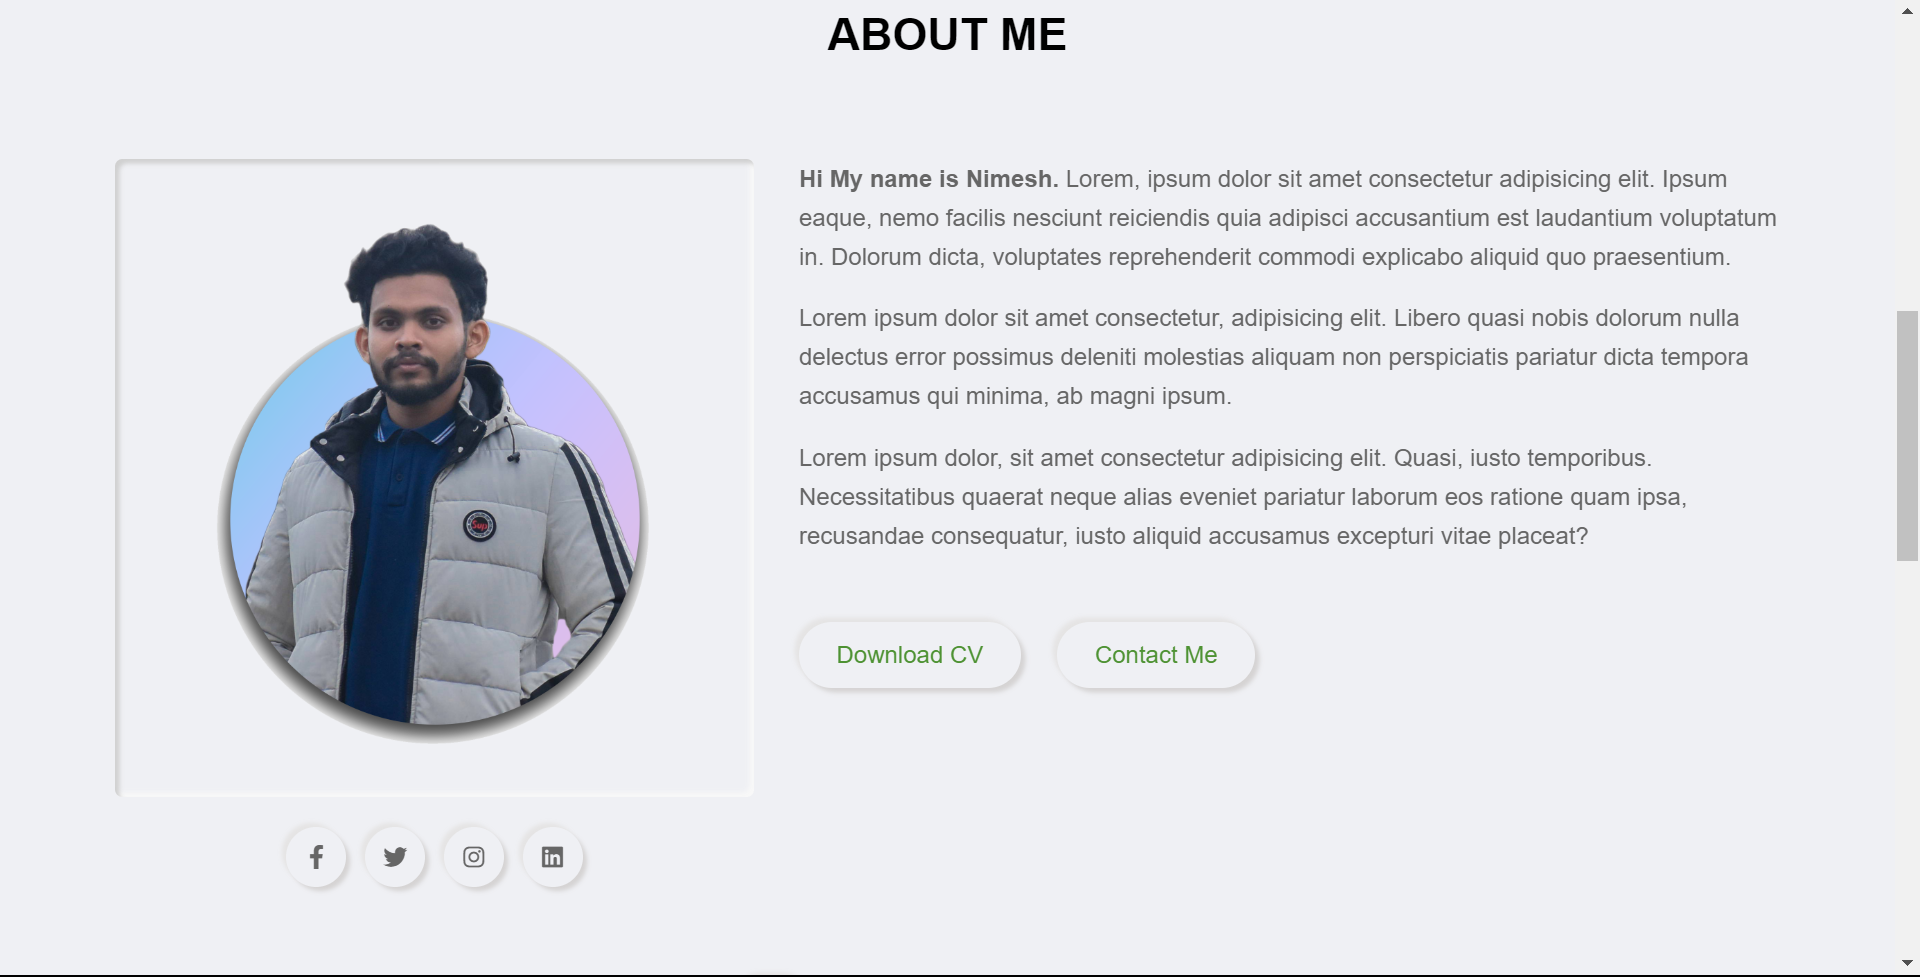 ABOUT ME
Hi My name is Nimesh. Lorem, ipsum dolor sit amet consectetur adipisicing elit. Ipsum
eaque, nemo facilis nesciunt reiciendis quia adipisci accusantium est laudantium voluptatum
in. Dolorum dicta, voluptates reprehenderit commodi explicabo aliquid quo praesentium.
Lorem ipsum dolor sit amet consectetur, adipisicing elit. Libero quasi nobis dolorum nulla
delectus error possimus deleniti molestias aliquam non perspiciatis pariatur dicta tempora
accusamus qui minima, ab magni ipsum.
Lorem ipsum dolor, sit amet consectetur adipisicing elit. Quasi, iusto temporibus.
Necessitatibus quaerat neque alias eveniet pariatur laborum eos ratione quam ipsa,
recusandae consequatur, iusto aliquid accusamus excepturi vitae placeat?
Download CV
Contact Me